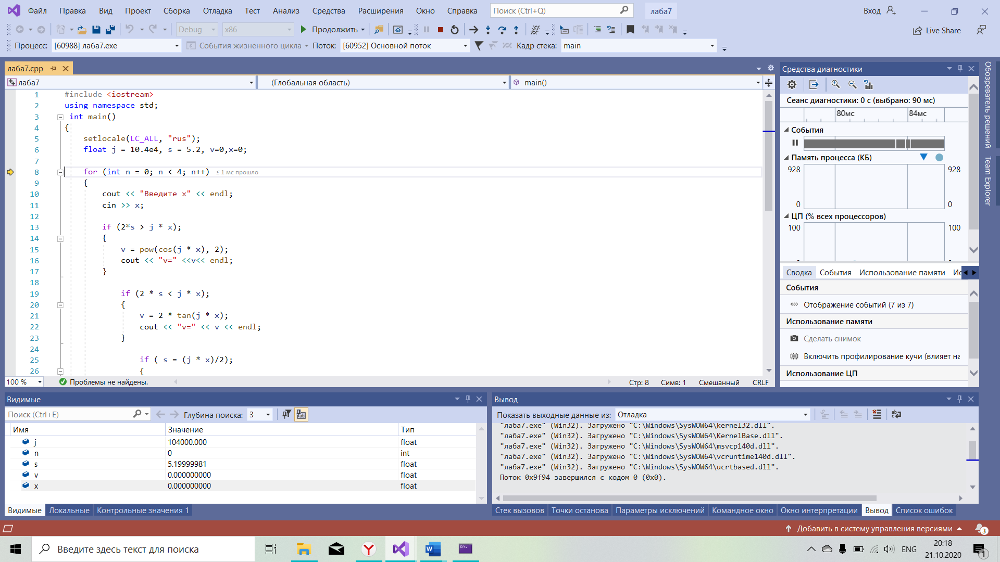 Файл Правка Вид Проект Сборка Отладка Тест Анализ Средства Расширения Окно Справка Поиск (Ctrl+Q) лаба7 Вход
Debug x86 Продолжить Live Share
Процесс: [60988] лаба7.exe События жизненного цикла Поток: [60952] Основной поток Кадр стека: main
лаба7.cpp
лаба7 (Глобальная область) main()
1 #include <iostream>
2 using namespace std;
3 int main()
4 {
5 setlocale(LC_ALL, "rus");
6 float j = 10.4e4, s = 5.2, v=0,x=0;
7
8 for (int n = 0; n < 4; n++) ≤ 1 мс прошло
9 {
10 cout << "Введите x" << endl;
11 cin >> x;
12
13 if (2*s > j * x);
14 {
15 v = pow(cos(j * x), 2);
16 cout << "v=" <<v<< endl;
17 }
18
19 if (2 * s < j * x);
20 {
21 v = 2 * tan(j * x);
22 cout << "v=" << v << endl;
23 }
24
25 if ( s = (j * x)/2);
26 {
100 % Проблемы не найдены. Стр: 8 Симв: 1 Смешанный CRLF
Средства диагностики
Сеанс диагностики: 0 с (выбрано: 90 мс)
80мс 84мс
События
Память процесса (КБ)
928 928
0 0
ЦП (% всех процессоров)
100 100
Сводка События Использование памяти Ис
События
Отображение событий (7 из 7)
Использование памяти
Сделать снимок
Включить профилирование кучи (влияет на
Использование ЦП
Обозреватель решений
Team Explorer
Видимые
Поиск (Ctrl+E) Глубина поиска: 3
Имя Значение Тип
j 104000.000 float
n 0 int
s 5.19999981 float
v 0.000000000 float
x 0.000000000 float
Видимые Локальные Контрольные значения 1
Вывод
Показать выходные данные из: Отладка
"лаба7.exe" (Win32). Загружено "C:\Windows\SysWOW64\kernel32.dll".
"лаба7.exe" (Win32). Загружено "C:\Windows\SysWOW64\KernelBase.dll".
"лаба7.exe" (Win32). Загружено "C:\Windows\SysWOW64\msvcp140d.dll".
"лаба7.exe" (Win32). Загружено "C:\Windows\SysWOW64\vcruntime140d.dll".
"лаба7.exe" (Win32). Загружено "C:\Windows\SysWOW64\ucrtbased.dll".
Поток 0x9f94 завершился с кодом 0 (0x0).
Стек вызовов Точки останова Параметры исключений Командное окно Окно интерпретации Вывод Список ошибок
Добавить в систему управления версиями 3
Введите здесь текст для поиска
ENG 20:18
21.10.2020 1